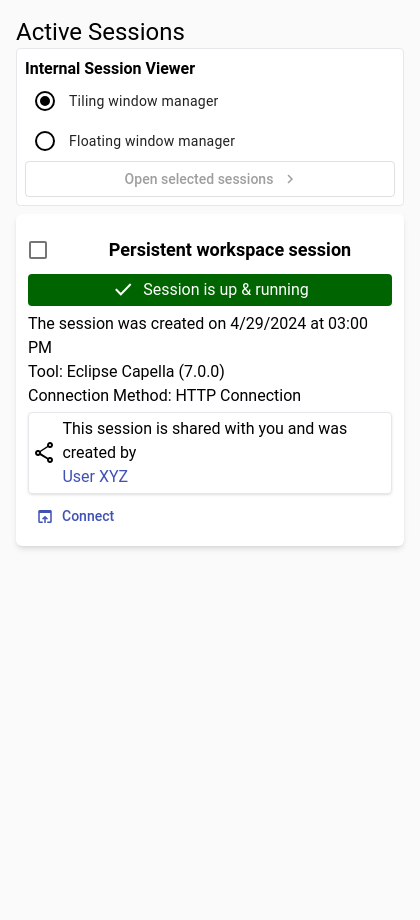 Active Sessions
Internal Session Viewer
Tiling window manager
Floating window manager
Open selected sessions
Persistent workspace session
Session is up & running
The session was created on 4/29/2024 at 03:00
PM
Tool: Eclipse Capella (7.0.0)
Connection Method: HTTP Connection
This session is shared with you and was
created by
User XYZ
Connect